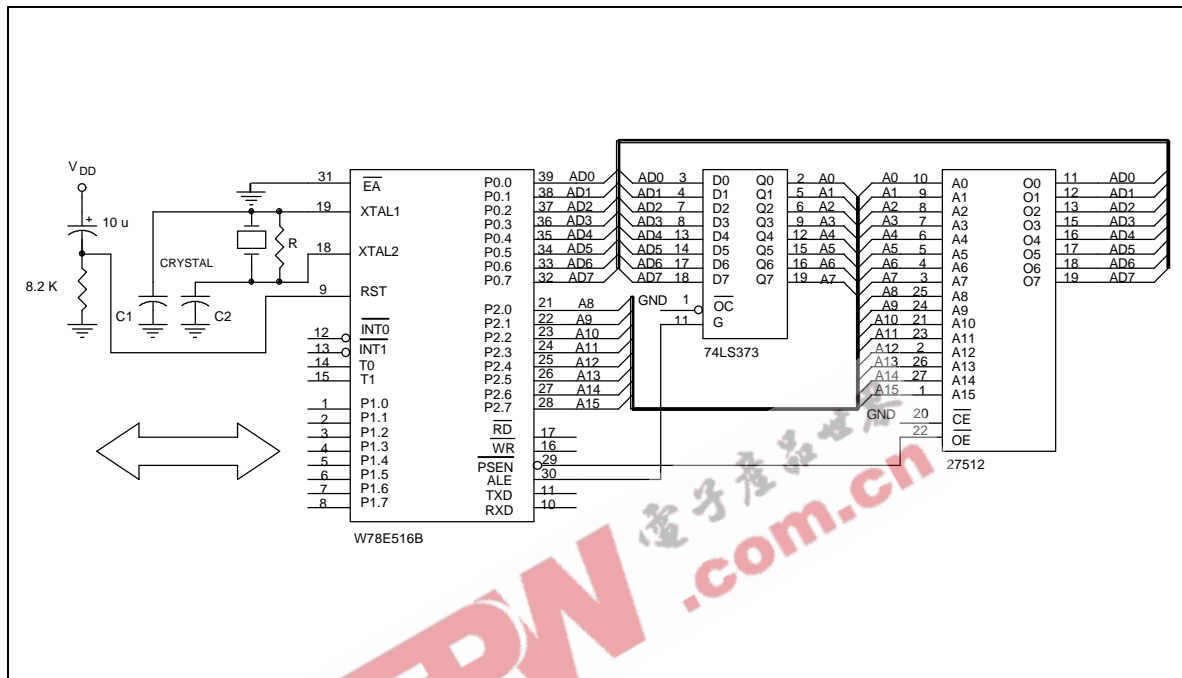 V DD
10 u
8.2 K
C1
C2
CRYSTAL
R
31 EA
19 XTAL1
18 XTAL2
9 RST
12 INT0
13 INT1
14 T0
15 T1
1 P1.0
2 P1.1
3 P1.2
4 P1.3
5 P1.4
6 P1.5
7 P1.6
8 P1.7
P0.0 39 AD0
P0.1 38 AD1
P0.2 37 AD2
P0.3 36 AD3
P0.4 35 AD4
P0.5 34 AD5
P0.6 33 AD6
P0.7 32 AD7
P2.0 21 A8
P2.1 22 A9
P2.2 23 A10
P2.3 24 A11
P2.4 25 A12
P2.5 26 A13
P2.6 27 A14
P2.7 28 A15
RD 17
WR 16
PSEN 29
ALE 30
TXD 11
RXD 10
W78E516B
AD0 3 D0 Q0 2 A0
AD1 4 D1 Q1 5 A1
AD2 7 D2 Q2 6 A2
AD3 8 D3 Q3 9 A3
AD4 13 D4 Q4 12 A4
AD5 14 D5 Q5 15 A5
AD6 17 D6 Q6 16 A6
AD7 18 D7 Q7 19 A7
GND 1 OC
11 G
74LS373
A0 10 A0 O0 11 AD0
A1 9 A1 O1 12 AD1
A2 8 A2 O2 13 AD2
A3 7 A3 O3 15 AD3
A4 6 A4 O4 16 AD4
A5 5 A5 O5 17 AD5
A6 4 A6 O6 18 AD6
A7 3 A7 O7 19 AD7
A8 25 A8
A9 24 A9
A10 21 A10
A11 23 A11
A12 2 A12
A13 26 A13
A14 27 A14
A15 1 A15
GND 20 CE
22 OE
27512
電子產品世界
.com.cn